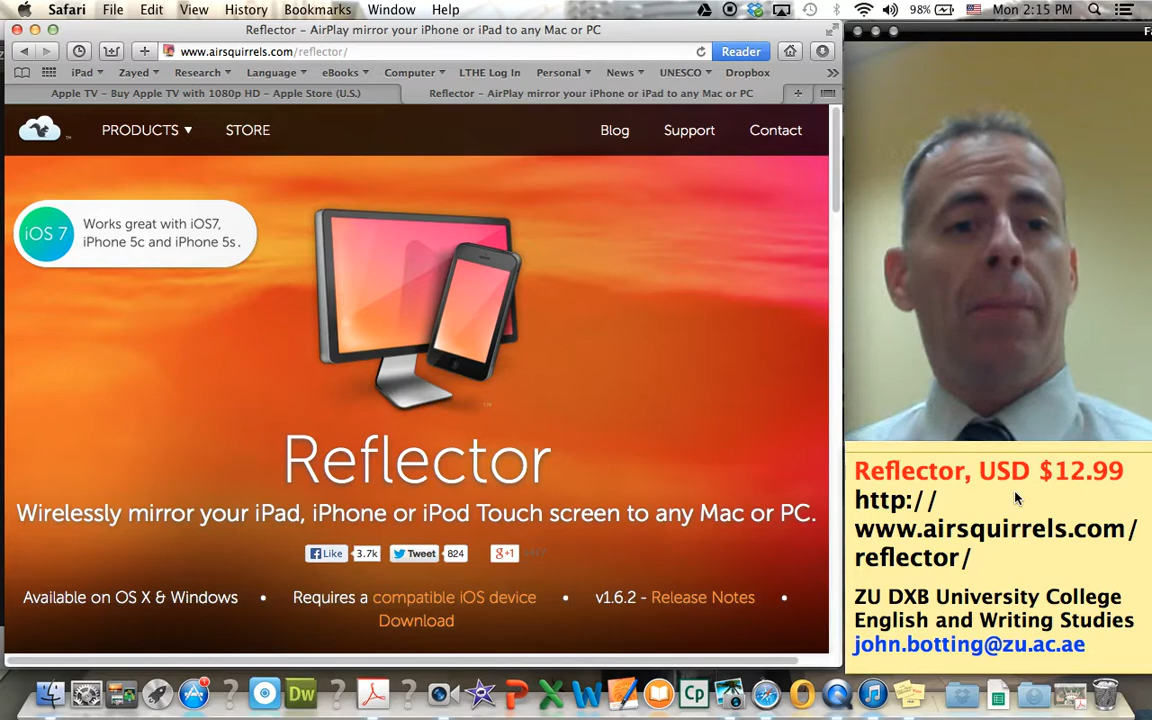 Safari File Edit View History Bookmarks Window Help 98% Mon 2:15 PM
Reflector - AirPlay mirror your iPhone or iPad to any Mac or PC
www.airsquirrels.com/reflector/ Reader
iPad Zayed Research Language eBooks Computer LTHE Log In Personal News UNESCO Dropbox
Apple TV - Buy Apple TV with 1080p HD - Apple Store (U.S.) Reflector - AirPlay mirror your iPhone or iPad to any Mac or PC
PRODUCTS STORE Blog Support Contact
iOS 7
Works great with iOS7,
iPhone 5c and iPhone 5s.
Reflector
Wirelessly mirror your iPad, iPhone or iPod Touch screen to any Mac or PC.
Like 3.7k Tweet 824 +1
Available on OS X & Windows • Requires a compatible iOS device • v1.6.2 - Release Notes •
Download
Reflector, USD $12.99
http://
www.airsquirrels.com/
reflector/
ZU DXB University College
English and Writing Studies
john.botting@zu.ac.ae
Dw Cp